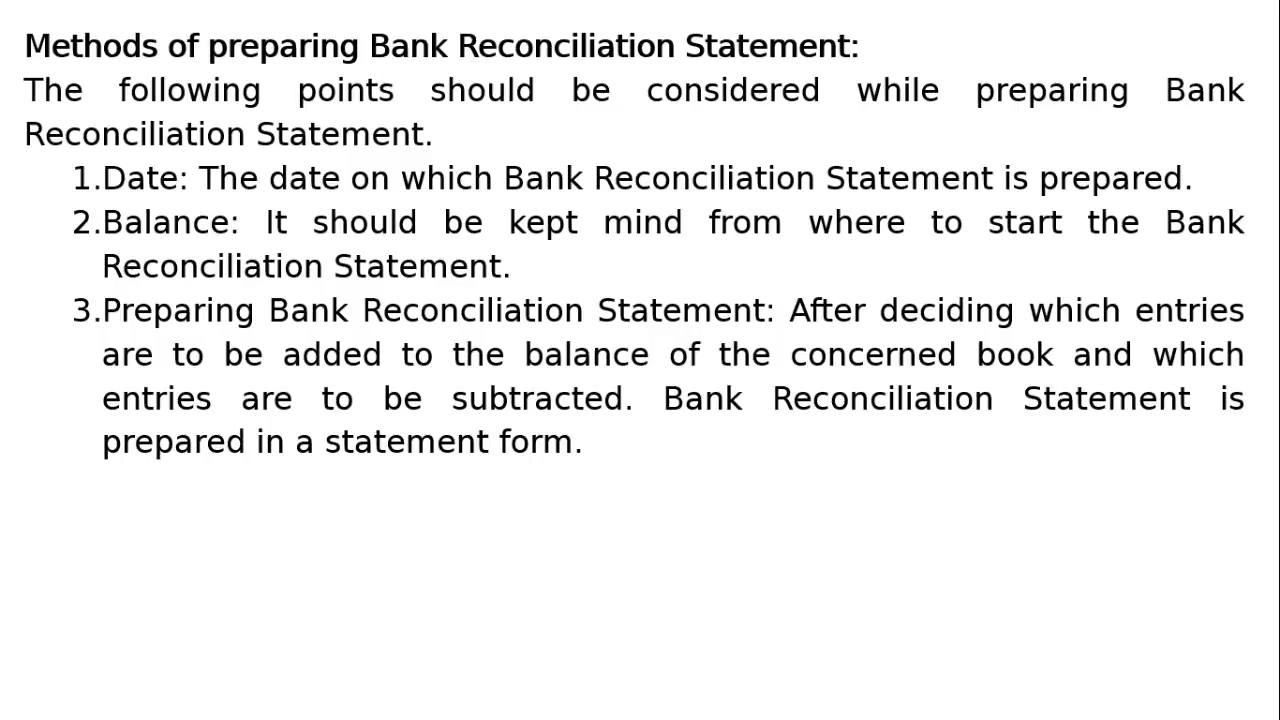 Methods of preparing Bank Reconciliation Statement:
The following points should be considered while preparing Bank
Reconciliation Statement.
1.Date: The date on which Bank Reconciliation Statement is prepared.
2.Balance: It should be kept mind from where to start the Bank
Reconciliation Statement.
3.Preparing Bank Reconciliation Statement: After deciding which entries
are to be added to the balance of the concerned book and which
entries are to be subtracted. Bank Reconciliation Statement is
prepared in a statement form.